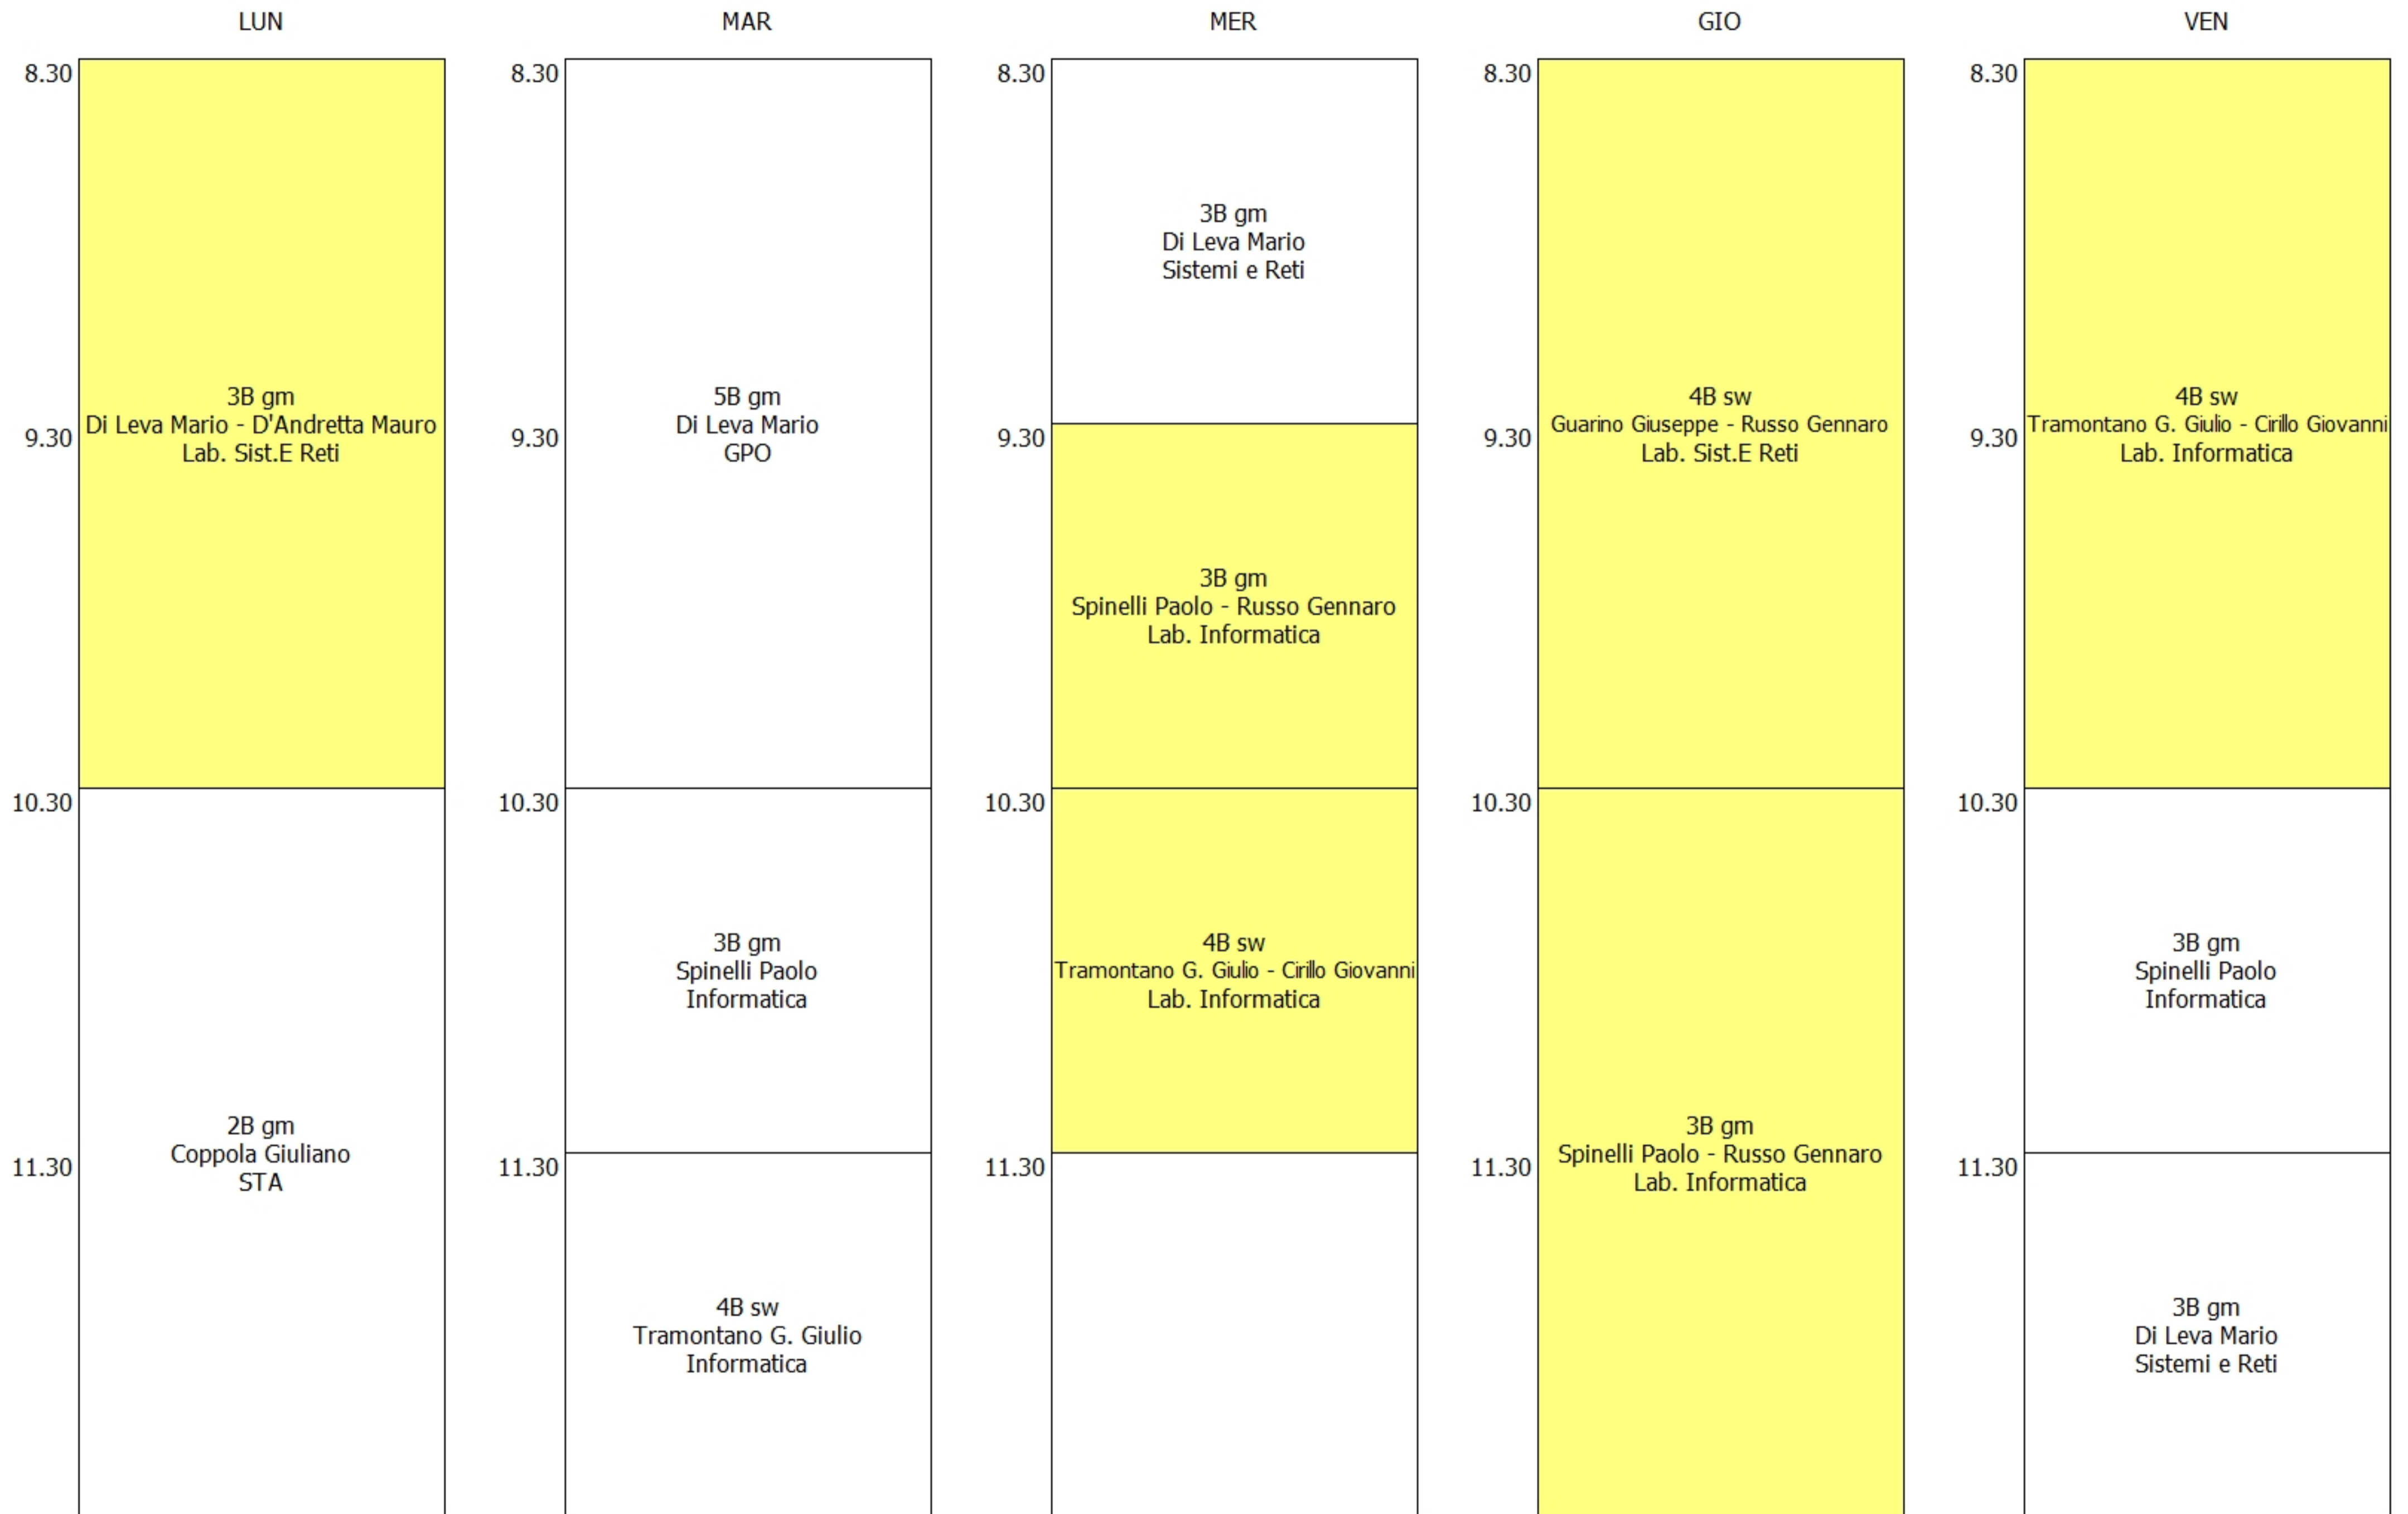 LUN
MAR
MER
GIO
VEN
8.30
3B gm
Di Leva Mario - D'Andretta Mauro
Lab. Sist.E Reti
9.30
10.30
2B gm
Coppola Giuliano
STA
11.30
8.30
5B gm
Di Leva Mario
GPO
9.30
10.30
3B gm
Spinelli Paolo
Informatica
11.30
4B sw
Tramontano G. Giulio
Informatica
8.30
3B gm
Di Leva Mario
Sistemi e Reti
9.30
3B gm
Spinelli Paolo - Russo Gennaro
Lab. Informatica
10.30
4B sw
Tramontano G. Giulio - Cirillo Giovanni
Lab. Informatica
11.30
8.30
4B sw
Guarino Giuseppe - Russo Gennaro
Lab. Sist.E Reti
9.30
10.30
3B gm
Spinelli Paolo - Russo Gennaro
Lab. Informatica
11.30
8.30
4B sw
Tramontano G. Giulio - Cirillo Giovanni
Lab. Informatica
9.30
10.30
3B gm
Spinelli Paolo
Informatica
11.30
3B gm
Di Leva Mario
Sistemi e Reti